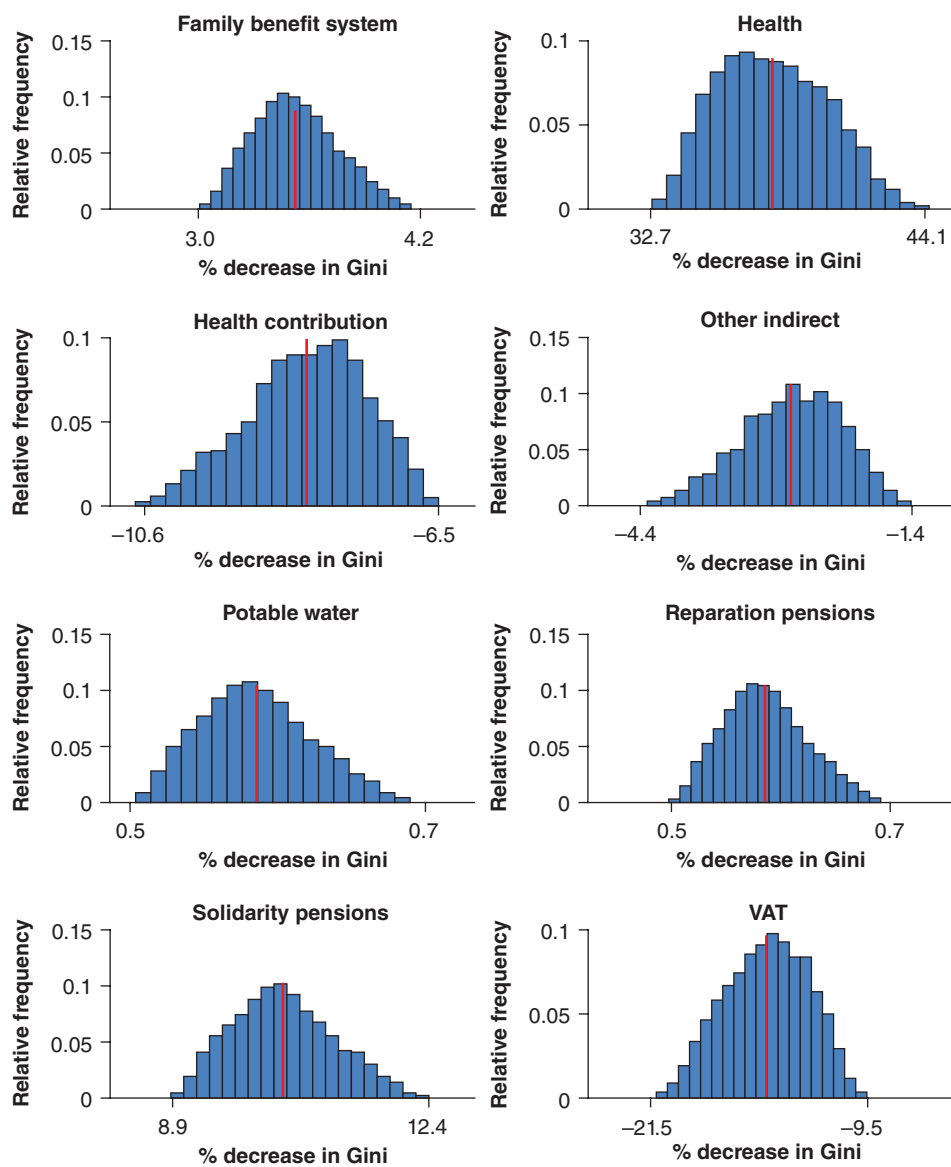 Family benefit system
Relative frequency
0.15
0.1
0.05
0
3.0
4.2
% decrease in Gini
Health
Relative frequency
0.1
0.05
0
32.7
44.1
% decrease in Gini
Health contribution
Relative frequency
0.1
0.05
0
−10.6
−6.5
% decrease in Gini
Other indirect
Relative frequency
0.15
0.1
0.05
0
−4.4
−1.4
% decrease in Gini
Potable water
Relative frequency
0.15
0.1
0.05
0
0.5
0.7
% decrease in Gini
Reparation pensions
Relative frequency
0.15
0.1
0.05
0
0.5
0.7
% decrease in Gini
Solidarity pensions
Relative frequency
0.15
0.1
0.05
0
8.9
12.4
% decrease in Gini
VAT
Relative frequency
0.1
0.05
0
−21.5
−9.5
% decrease in Gini